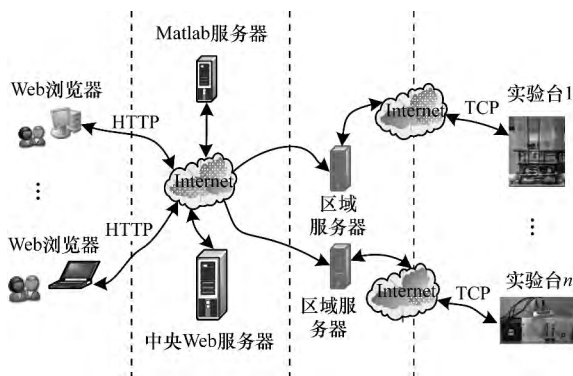 Matlab服务器
Web浏览器
HTTP
Internet
Internet
TCP
实验台1
区域
服务器
Web浏览器
HTTP
中央Web服务器
区域服
务器
Internet
TCP
实验台n